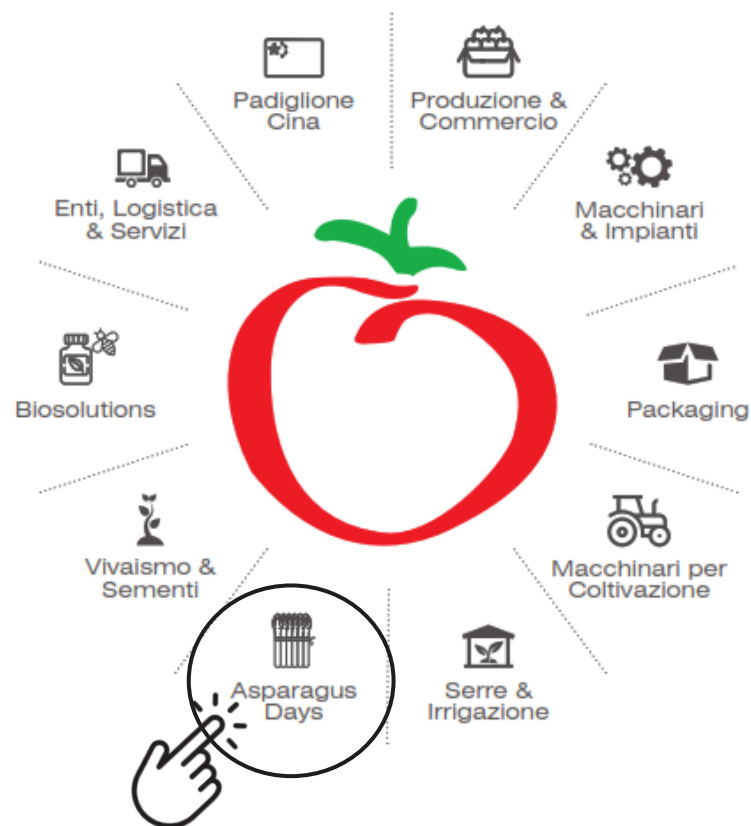 Padiglione
Cina
Produzione &
Commercio
Enti, Logistica
& Servizi
Macchinari
& Impianti
Biosolutions
Packaging
Vivaismo &
Sementi
Macchinari per
Coltivazione
Asparagus
Days
Serre &
Irrigazione